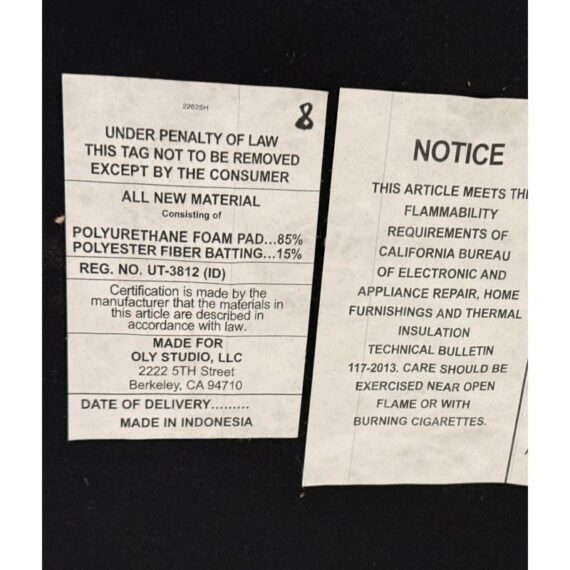 22625H
8
UNDER PENALTY OF LAW
THIS TAG NOT TO BE REMOVED
EXCEPT BY THE CONSUMER
ALL NEW MATERIAL
Consisting of
POLYURETHANE FOAM PAD...85%
POLYESTER FIBER BATTING...15%
REG. NO. UT-3812 (ID)
Certification is made by the
manufacturer that the materials in
this article are described in
accordance with law.
MADE FOR
OLY STUDIO, LLC
2222 5TH Street
Berkeley, CA 94710
DATE OF DELIVERY.........
MADE IN INDONESIA
NOTICE
THIS ARTICLE MEETS THE
FLAMMABILITY
REQUIREMENTS OF
CALIFORNIA BUREAU
OF ELECTRONIC AND
APPLIANCE REPAIR, HOME
FURNISHINGS AND THERMAL
INSULATION
TECHNICAL BULLETIN
117-2013. CARE SHOULD BE
EXERCISED NEAR OPEN
FLAME OR WITH
BURNING CIGARETTES.